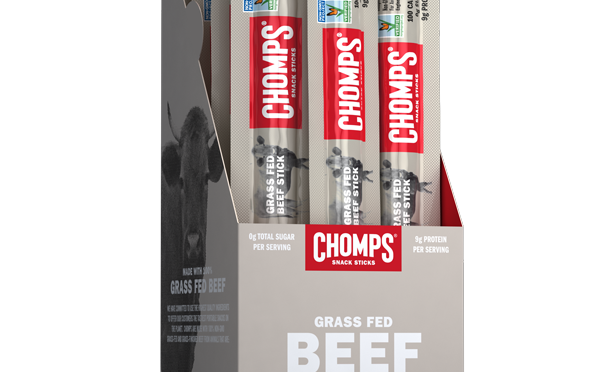 CHOMPS
SNACK STICKS
GRASS FED
BEEF STICK
CHOMPS
SNACK STICKS
GRASS FED
BEEF STICK
100 CA
9g PRO
CHOMPS
SNACK STICKS
GRASS FED
BEEF STICK
0g TOTAL SUGAR
PER SERVING
CHOMPS®
SNACK STICKS
9g PROTEIN
PER SERVING
MADE WITH 100%
GRASS FED BEEF
GRASS FED
BEEF